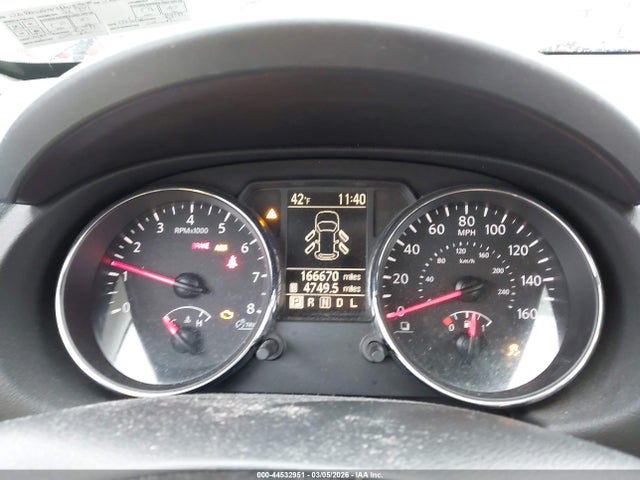 42°F 11:40
166670 miles
4749.5 miles
P R N D L
0 1 2 3 4 5 6 7 8
RPMx1000
BRAKE ABS
H
0 20 40 60 80 100 120 140 160
MPH
40 80 120 160 200 240
km/h
0 1
000-44532951 - 03/05/2026 - IAA Inc.